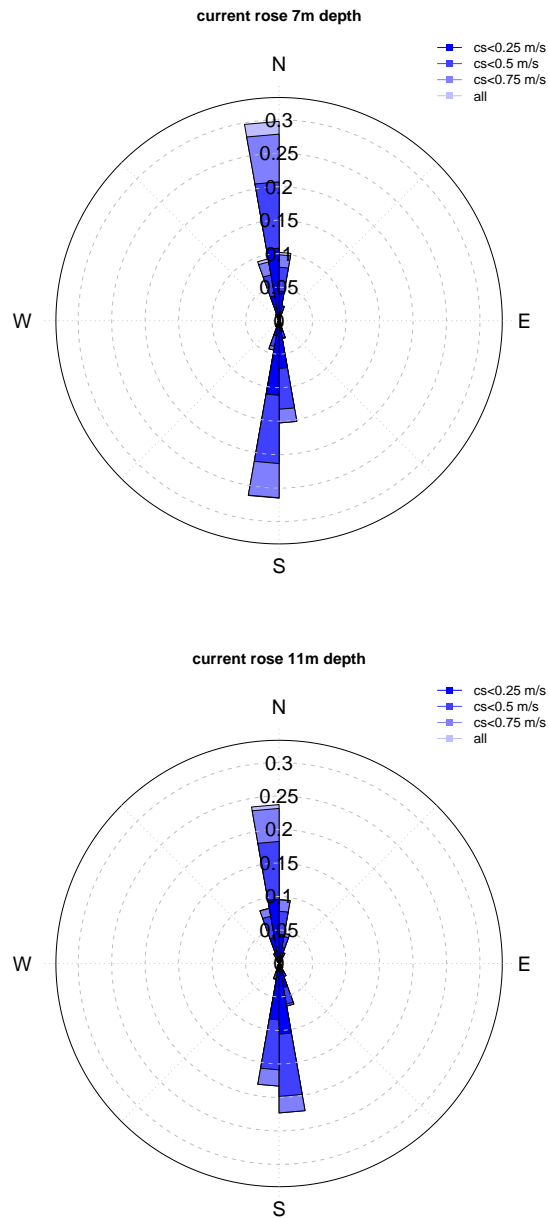 current rose 7m depth
cs<0.25 m/s
cs<0.5 m/s
cs<0.75 m/s
all
N
0.3
0.25
0.2
0.15
0.1
0.05
W
0
E
S
current rose 11m depth
cs<0.25 m/s
cs<0.5 m/s
cs<0.75 m/s
all
N
0.3
0.25
0.2
0.15
0.1
0.05
W
0
E
S